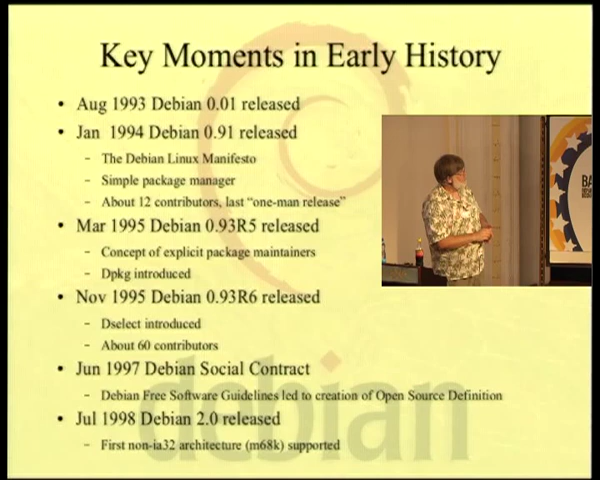 Key Moments in Early History
• Aug 1993 Debian 0.01 released
• Jan 1994 Debian 0.91 released
– The Debian Linux Manifesto
– Simple package manager
– About 12 contributors, last “one-man release”
• Mar 1995 Debian 0.93R5 released
– Concept of explicit package maintainers
– Dpkg introduced
• Nov 1995 Debian 0.93R6 released
– Dselect introduced
– About 60 contributors
• Jun 1997 Debian Social Contract
– Debian Free Software Guidelines led to creation of Open Source Definition
• Jul 1998 Debian 2.0 released
– First non-ia32 architecture (m68k) supported
debian